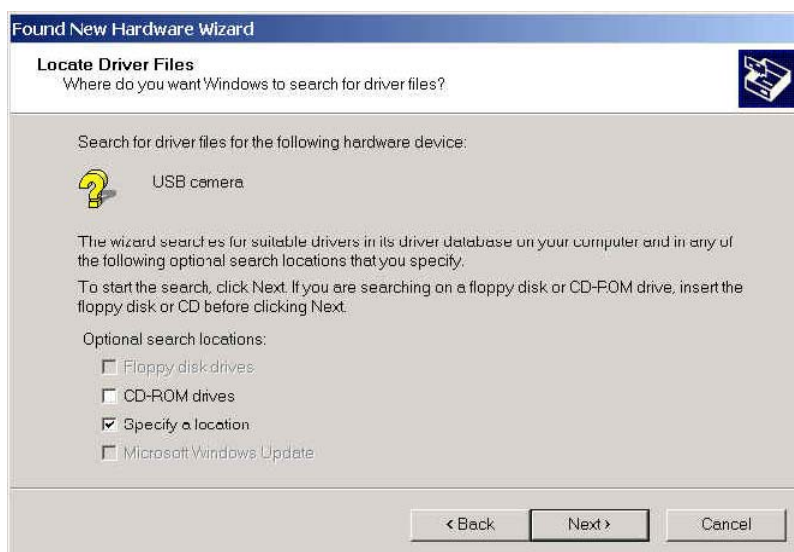 Found New Hardware Wizard
Locate Driver Files
Where do you want Windows to search for driver files?
Search for driver files for the following hardware device:
USB camera
The wizard searches for suitable drivers in its driver database on your computer and in any of
the following optional search locations that you specify.
To start the search, click Next. If you are searching on a floppy disk or CD-ROM drive, insert the
floppy disk or CD before clicking Next.
Optional search locations:
Floppy disk drives
CD-ROM drives
Specify a location
Microsoft Windows Update
< Back Next > Cancel